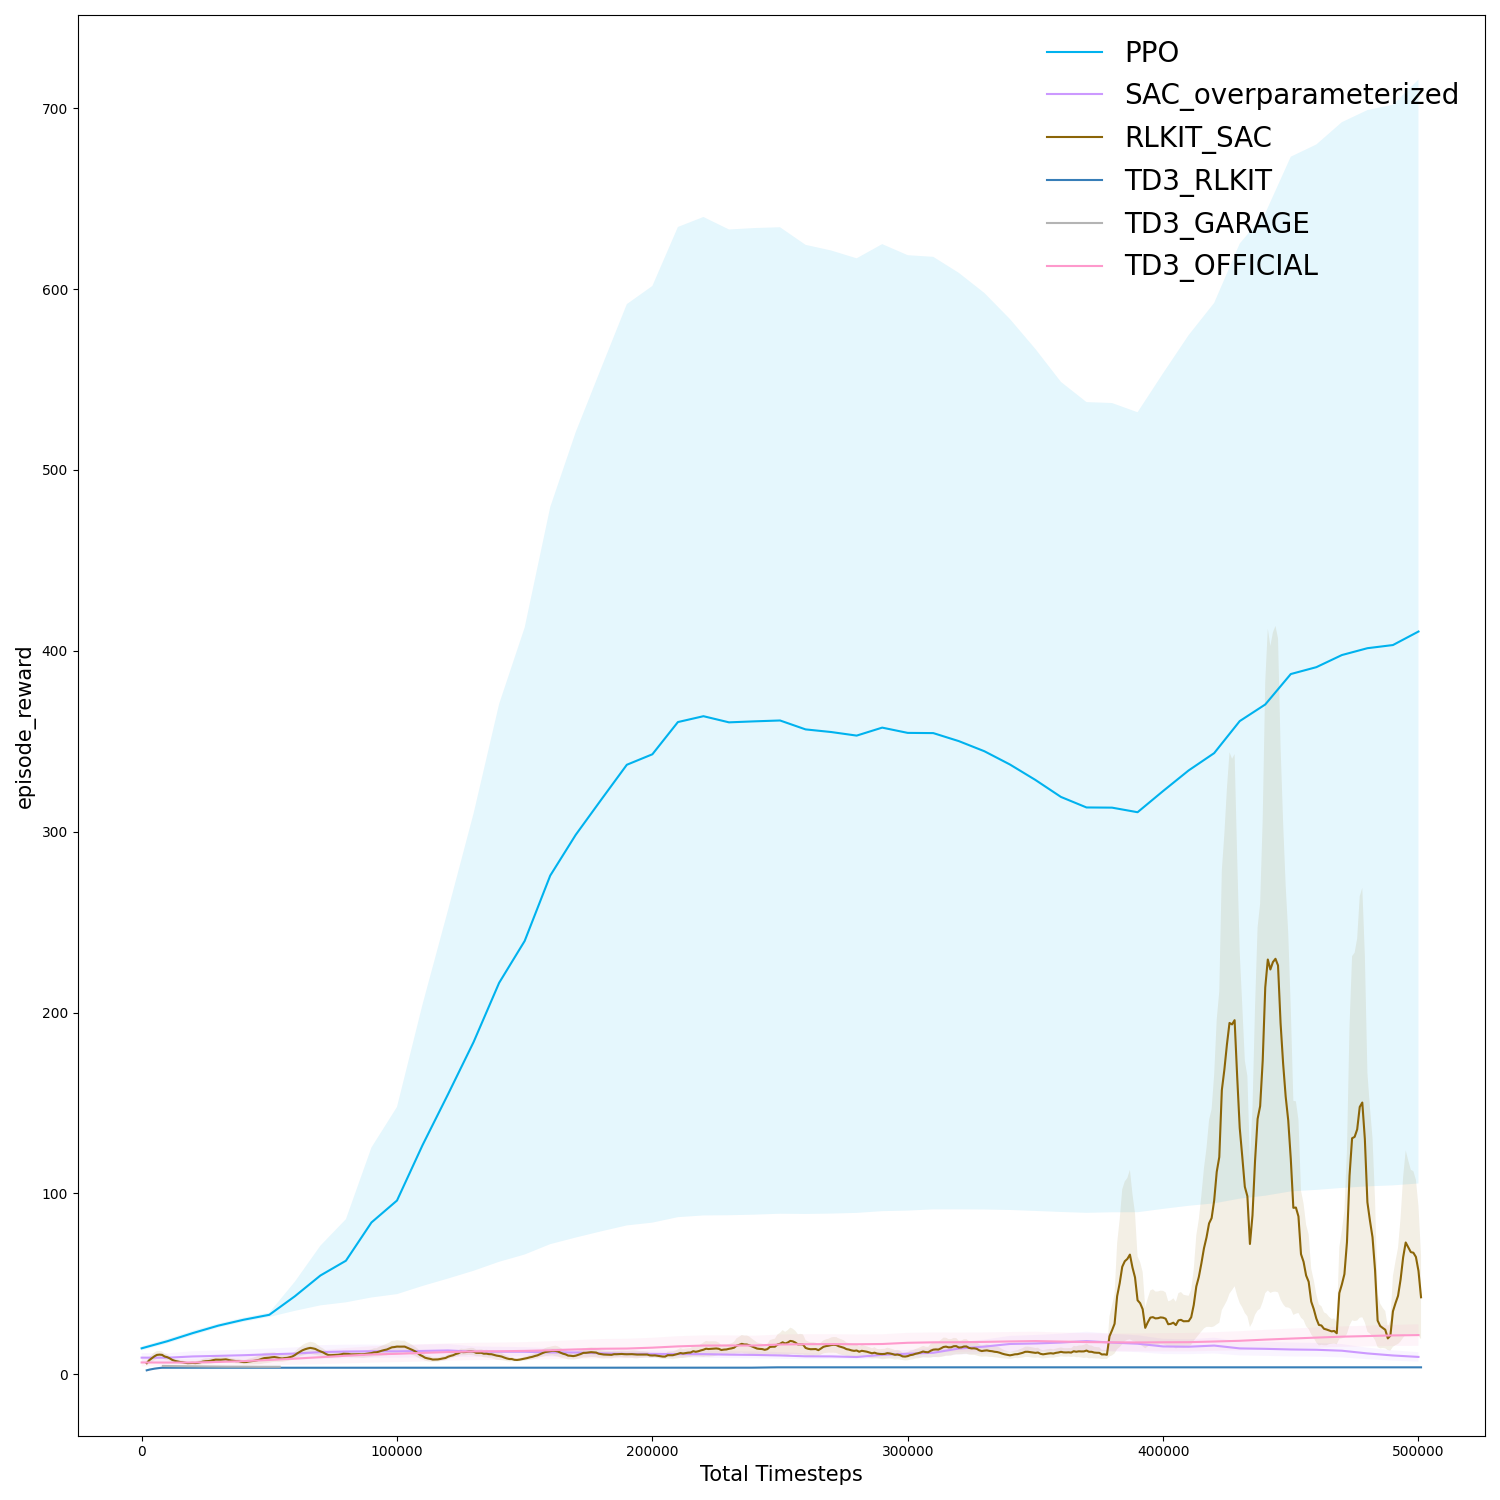 PPO
SAC_overparameterized
RLKIT_SAC
TD3_RLKIT
TD3_GARAGE
TD3_OFFICIAL
700
600
500
400
300
200
100
0
episode_reward
0 100000 200000 300000 400000 500000
Total Timesteps